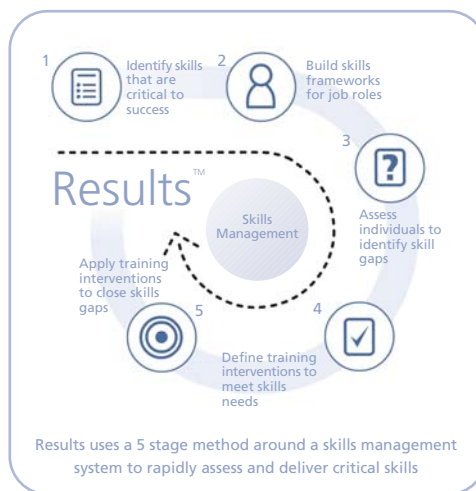 1
Identify skills
that are
critical to
success
2
Build skills
frameworks
for job roles
3
Assess
individuals to
identify skill
gaps
Results™
Skills
Management
4
Define training
interventions to
meet skills
needs
5
Apply training
interventions
to close skills
gaps
Results uses a 5 stage method around a skills management
system to rapidly assess and deliver critical skills